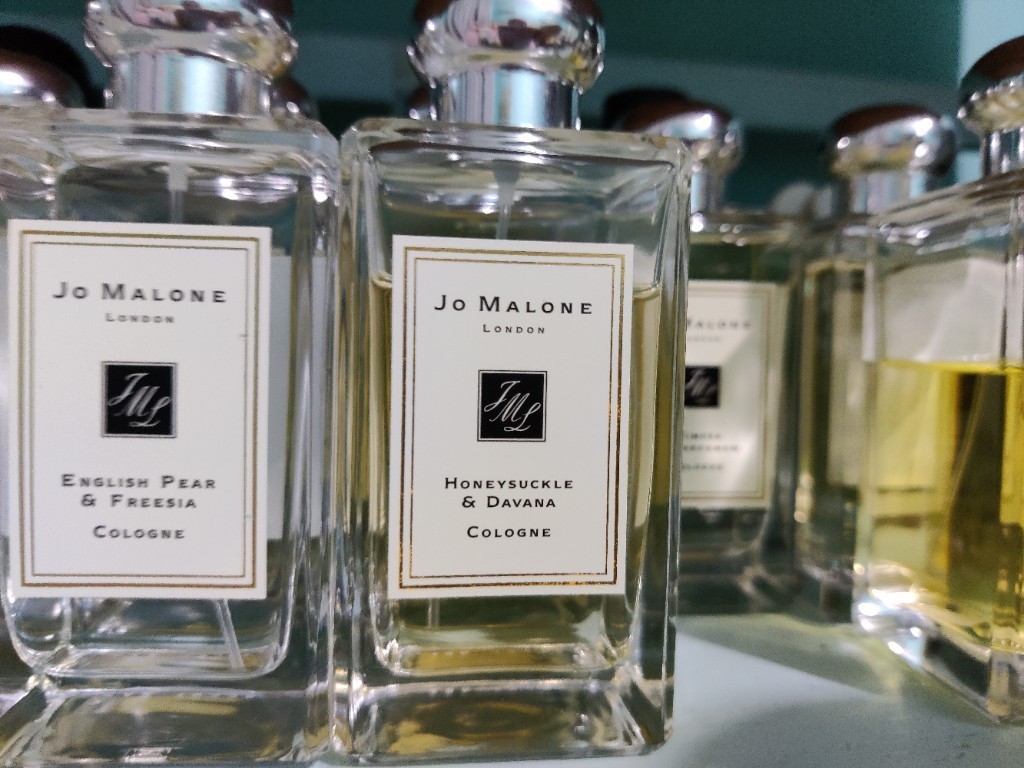 Jo Malone
London
JML
English Pear
& Freesia
Cologne
Jo Malone
London
JML
Honeysuckle
& Davana
Cologne